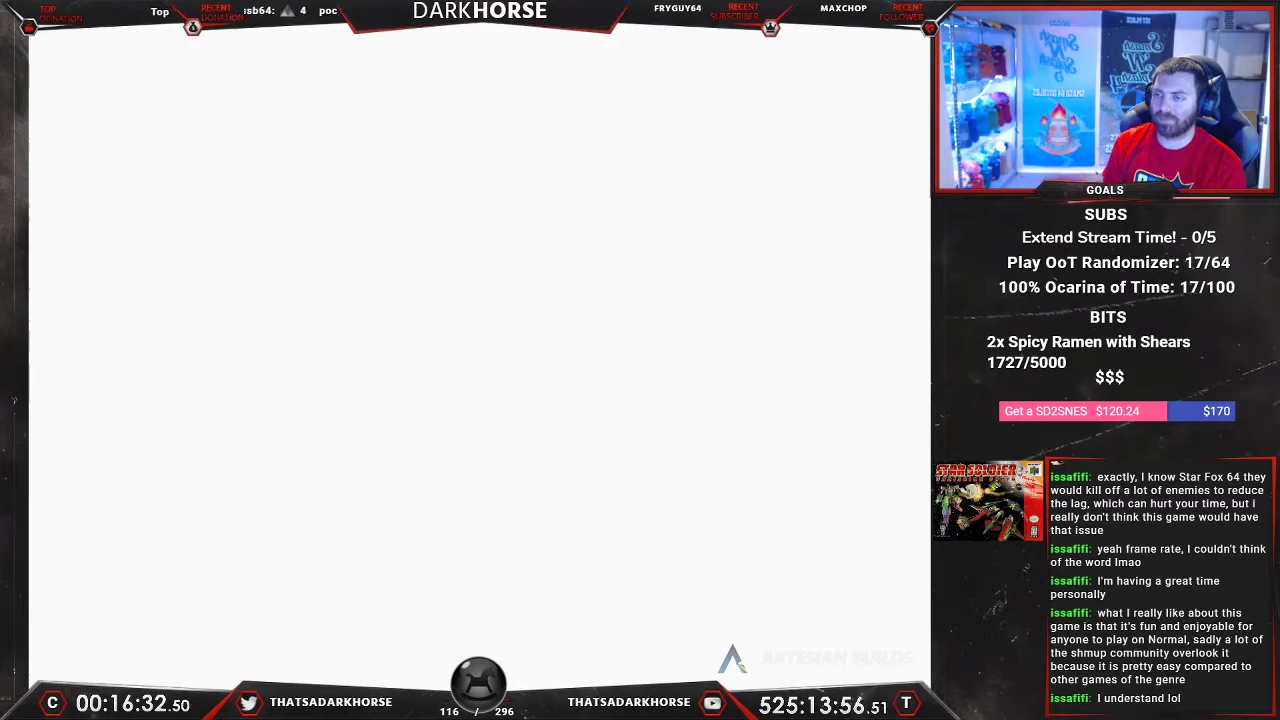 TOP
DONATION
Top
RECENT
DONATION
ssb64:
4
poc
DARKHORSE
FRYGUY64
RECENT
SUBSCRIBER
MAXCHOP
RECENT
FOLLOWER
GOALS
SUBS
Extend Stream Time! - 0/5
Play OoT Randomizer: 17/64
100% Ocarina of Time: 17/100
BITS
2x Spicy Ramen with Shears
1727/5000
$$$
Get a SD2SNES $120.24 $170
STAR SOLDIER
issafifi: exactly, I know Star Fox 64 they
would kill off a lot of enemies to reduce
the lag, which can hurt your time, but i
really don't think this game would have
that issue
issafifi: yeah frame rate, I couldn't think
of the word lmao
issafifi: I'm having a great time
personally
issafifi: what I really like about this
game is that it's fun and enjoyable for
anyone to play on Normal, sadly a lot of
the shmup community overlook it
because it is pretty easy compared to
other games of the genre
issafifi: I understand lol
ARTESIAN BUILDS
C
00:16:32.50
THATSADARKHORSE
116 / 296
THATSADARKHORSE
525:13:56.51
T